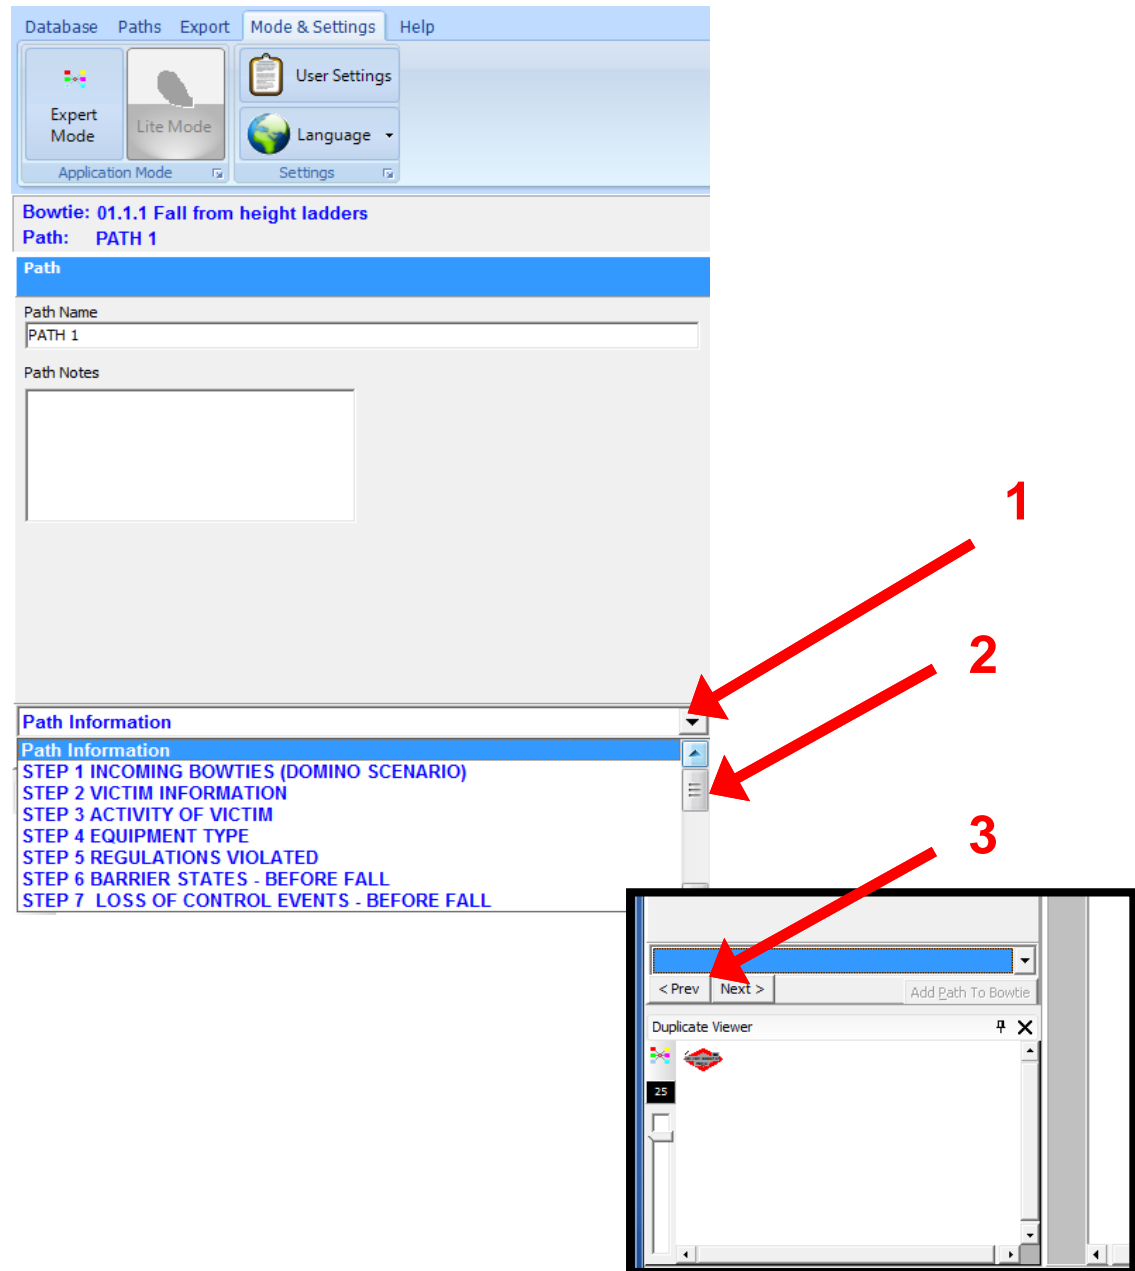 Database Paths Export Mode & Settings Help
Expert Mode
Lite Mode
User Settings
Language
Application Mode
Settings
Bowtie: 01.1.1 Fall from height ladders
Path: PATH 1
Path
Path Name
PATH 1
Path Notes
1
2
Path Information
Path Information
STEP 1 INCOMING BOWTIES (DOMINO SCENARIO)
STEP 2 VICTIM INFORMATION
STEP 3 ACTIVITY OF VICTIM
STEP 4 EQUIPMENT TYPE
STEP 5 REGULATIONS VIOLATED
STEP 6 BARRIER STATES - BEFORE FALL
STEP 7 LOSS OF CONTROL EVENTS - BEFORE FALL
3
< Prev Next > Add Path To Bowtie
Duplicate Viewer
25